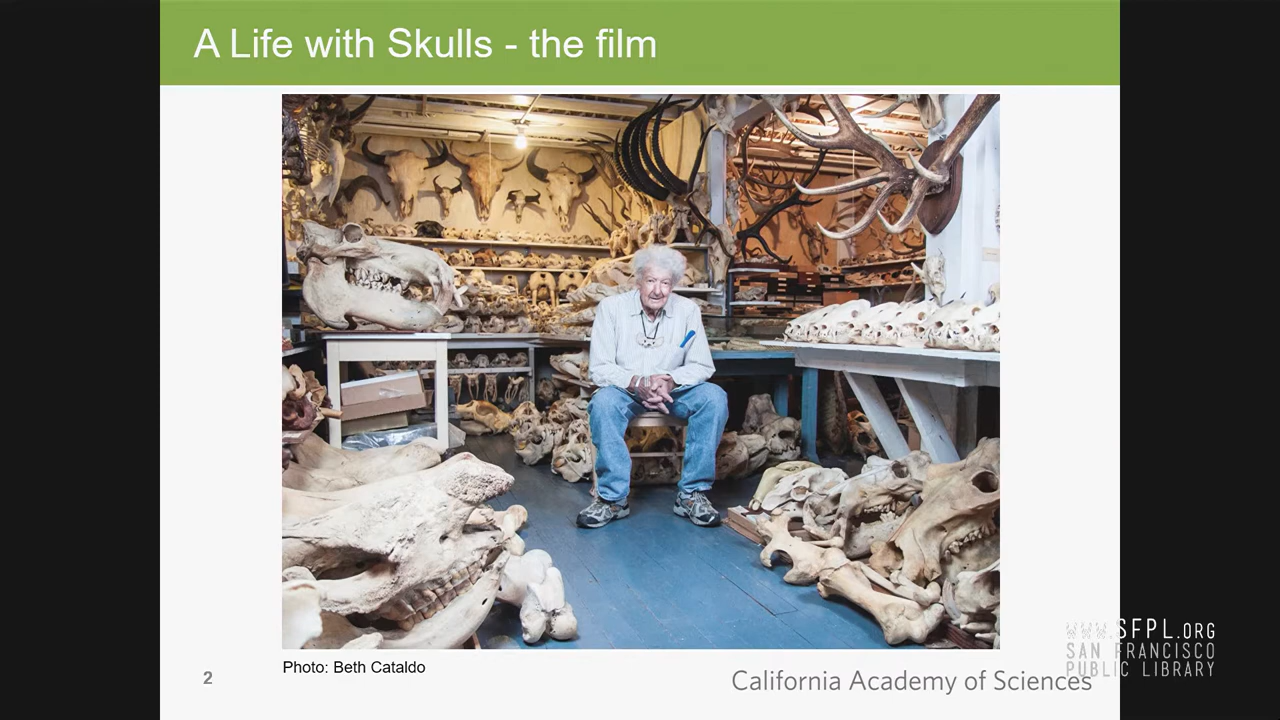 A Life with Skulls - the film
Photo: Beth Cataldo
2
California Academy of Sciences
WWW.SFPL.ORG
SAN FRANCISCO
PUBLIC LIBRARY